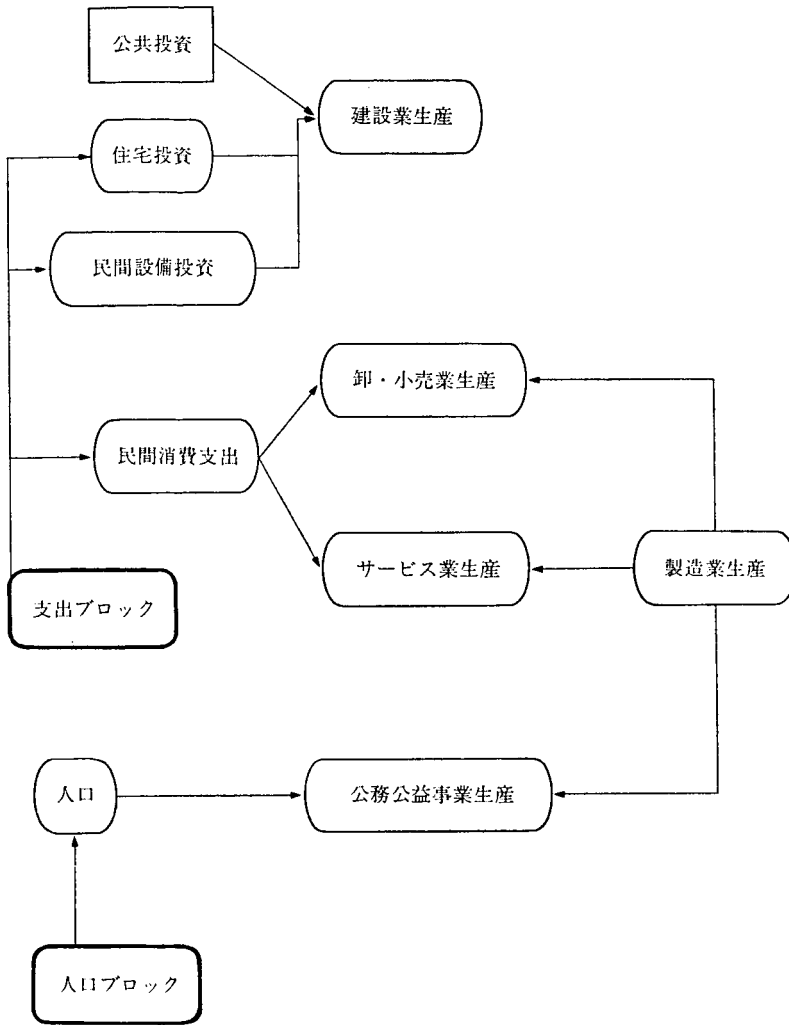 公共投資
建設業生産
住宅投資
民間設備投資
卸・小売業生産
民間消費支出
サービス業生産
製造業生産
支出ブロック
人口
公務公益事業生産
人口ブロック